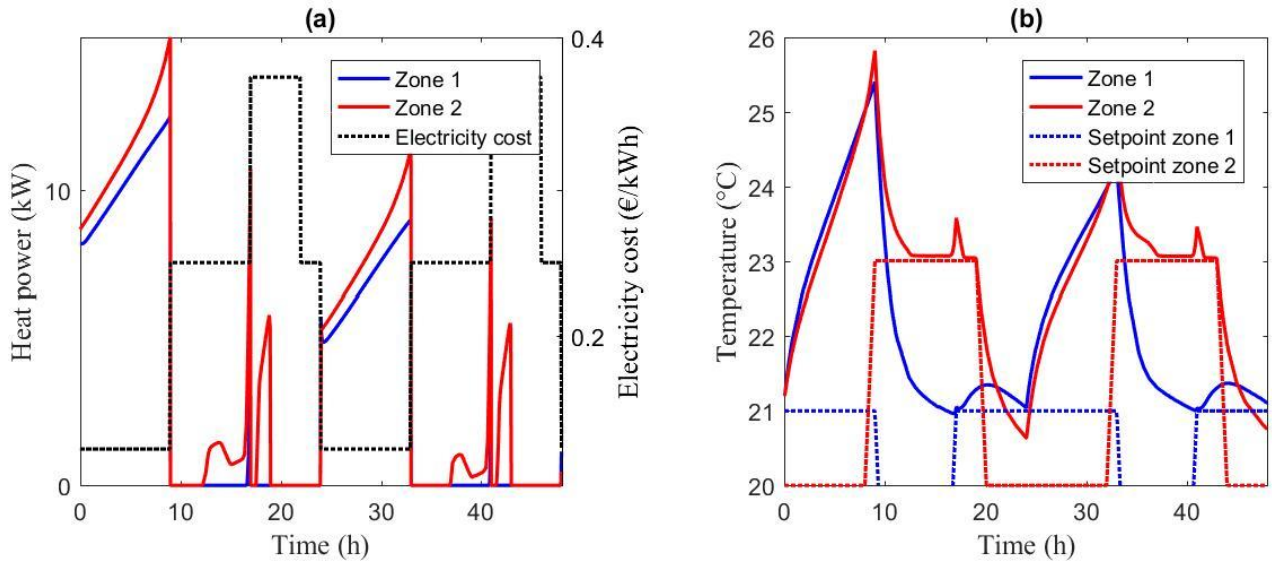 (a)
Heat power (kW)
10
0
0
10
20
30
40
Time (h)
0.4
0.2
Electricity cost (€/kWh)
Zone 1
Zone 2
Electricity cost
(b)
Temperature (°C)
26
25
24
23
22
21
20
0
10
20
30
40
Time (h)
Zone 1
Zone 2
Setpoint zone 1
Setpoint zone 2